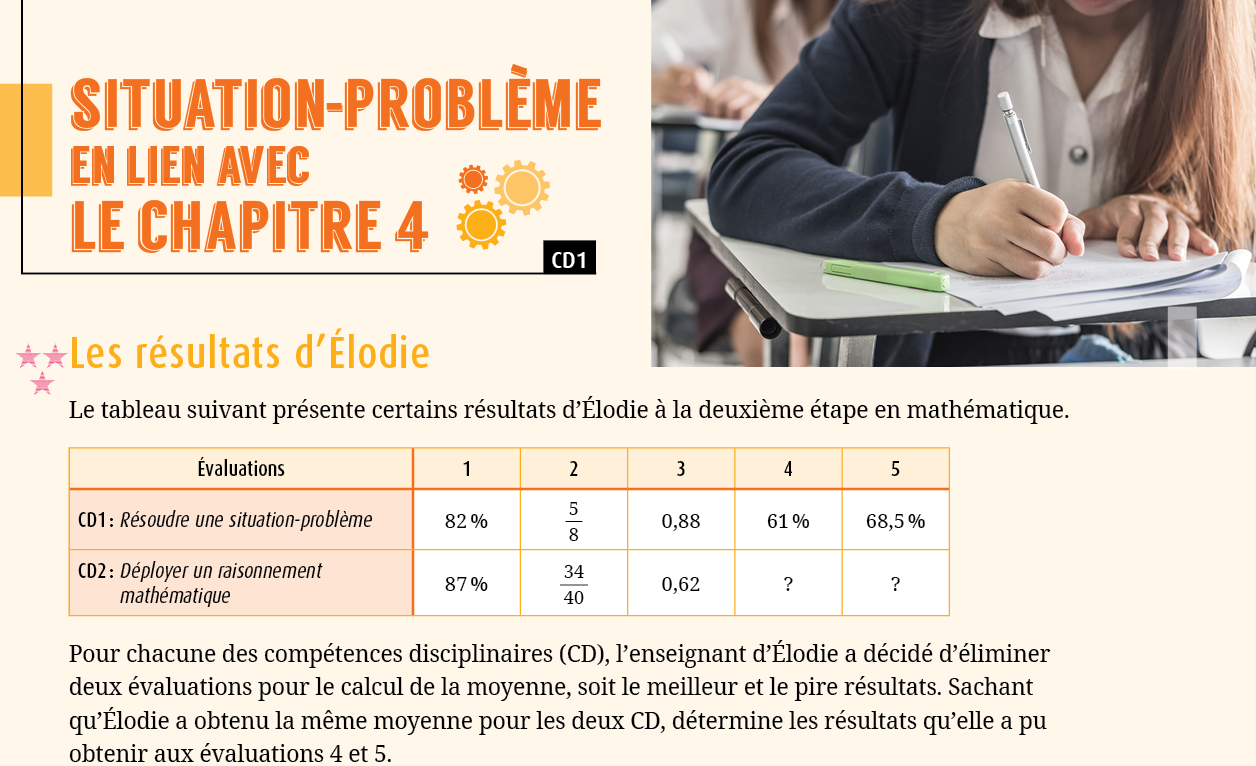 SITUATION-PROBLÈME
EN LIEN AVEC
LE CHAPITRE 4
CD1
Les résultats d’Élodie
Le tableau suivant présente certains résultats d’Élodie à la deuxième étape en mathématique.
Évaluations 1 2 3 4 5
CD1 : Résoudre une situation-problème 82 % 5/8 0,88 61 % 68,5 %
CD2 : Déployer un raisonnement
mathématique 87 % 34/40 0,62 ? ?
Pour chacune des compétences disciplinaires (CD), l’enseignant d’Élodie a décidé d’éliminer
deux évaluations pour le calcul de la moyenne, soit le meilleur et le pire résultats. Sachant
qu’Élodie a obtenu la même moyenne pour les deux CD, détermine les résultats qu’elle a pu
obtenir aux évaluations 4 et 5.